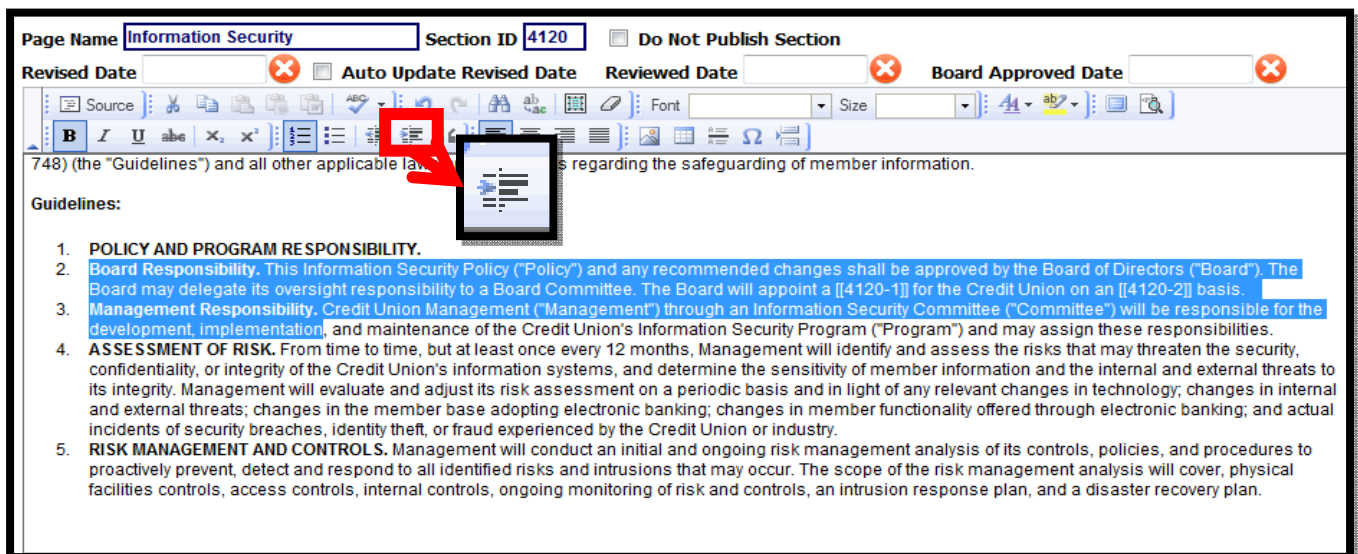 Page Name Information Security Section ID 4120 Do Not Publish Section
Revised Date Auto Update Revised Date Reviewed Date Board Approved Date
Source ABC ab ac Font Size A ab
B I U abc x₂ x² Ω
748) (the "Guidelines") and all other applicable regarding the safeguarding of member information.
Guidelines:
1. POLICY AND PROGRAM RESPONSIBILITY.
2. Board Responsibility. This Information Security Policy ("Policy") and any recommended changes shall be approved by the Board of Directors ("Board"). The
Board may delegate its oversight responsibility to a Board Committee. The Board will appoint a [[4120-1]] for the Credit Union on an [[4120-2]] basis.
3. Management Responsibility. Credit Union Management ("Management") through an Information Security Committee ("Committee") will be responsible for the
development, implementation, and maintenance of the Credit Union's Information Security Program ("Program") and may assign these responsibilities.
4. ASSESSMENT OF RISK. From time to time, but at least once every 12 months, Management will identify and assess the risks that may threaten the security,
confidentiality, or integrity of the Credit Union's information systems, and determine the sensitivity of member information and the internal and external threats to
its integrity. Management will evaluate and adjust its risk assessment on a periodic basis and in light of any relevant changes in technology; changes in internal
and external threats; changes in the member base adopting electronic banking; changes in member functionality offered through electronic banking; and actual
incidents of security breaches, identity theft, or fraud experienced by the Credit Union or industry.
5. RISK MANAGEMENT AND CONTROLS. Management will conduct an initial and ongoing risk management analysis of its controls, policies, and procedures to
proactively prevent, detect and respond to all identified risks and intrusions that may occur. The scope of the risk management analysis will cover, physical
facilities controls, access controls, internal controls, ongoing monitoring of risk and controls, an intrusion response plan, and a disaster recovery plan.